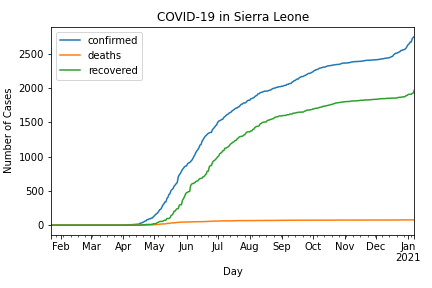 COVID-19 in Sierra Leone
confirmed
deaths
recovered
Number of Cases
2500
2000
1500
1000
500
0
Feb Mar Apr May Jun Jul Aug Sep Oct Nov Dec Jan
2021
Day